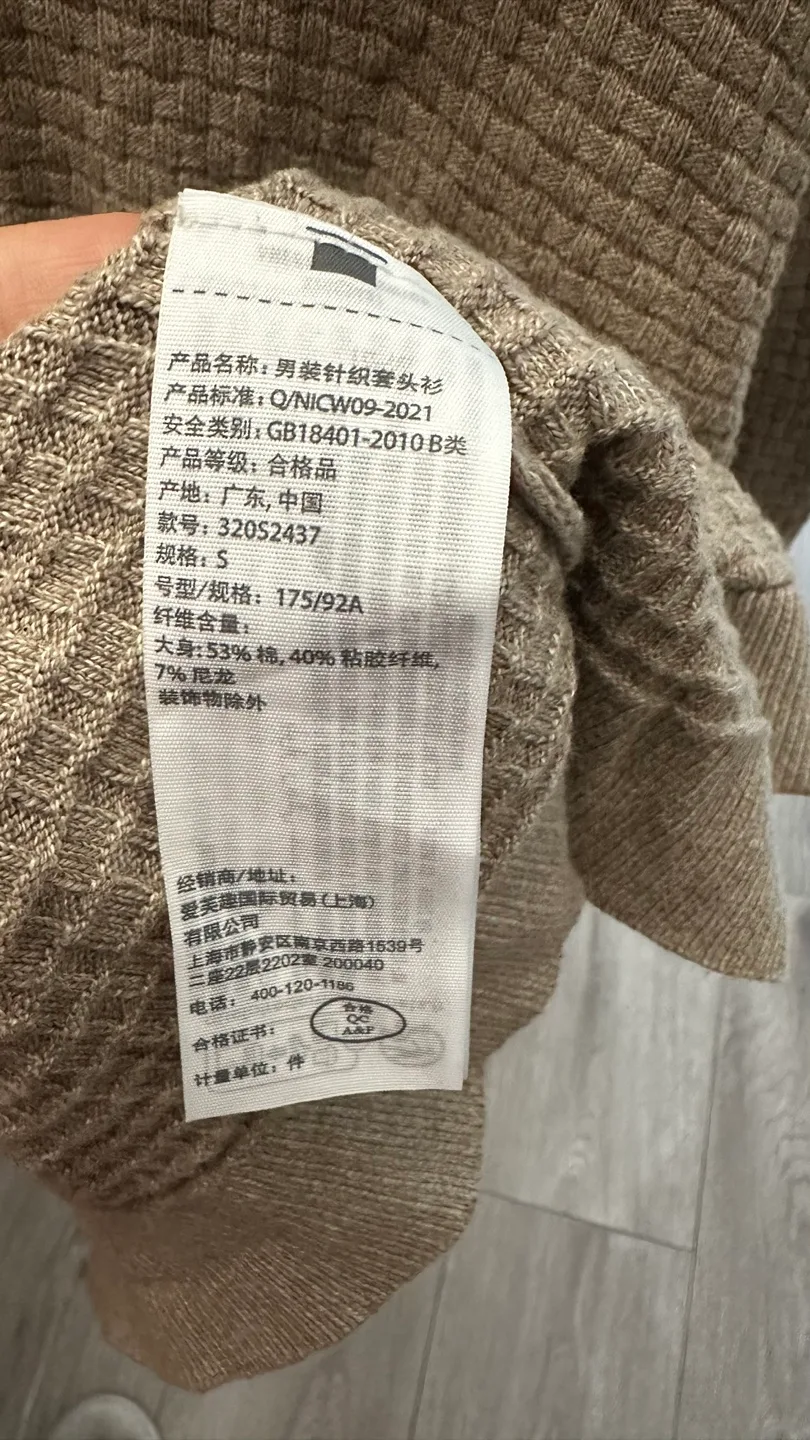 产品名称: 男装针织套头衫
产品标准: Q/NICW09-2021
安全类别: GB18401-2010 B类
产品等级: 合格品
产地: 广东, 中国
款号: 320S2437
规格: S
号型/规格: 175/92A
纤维含量:
大身: 53% 棉, 40% 粘胶纤维,
7% 尼龙
装饰物除外
经销商/地址:
爱芙趣国际贸易(上海)
有限公司
上海市静安区南京西路1539号
二座22层2202室 200040
电话: 400-120-1186
合格证书:
合格
QC
A&F
计量单位: 件